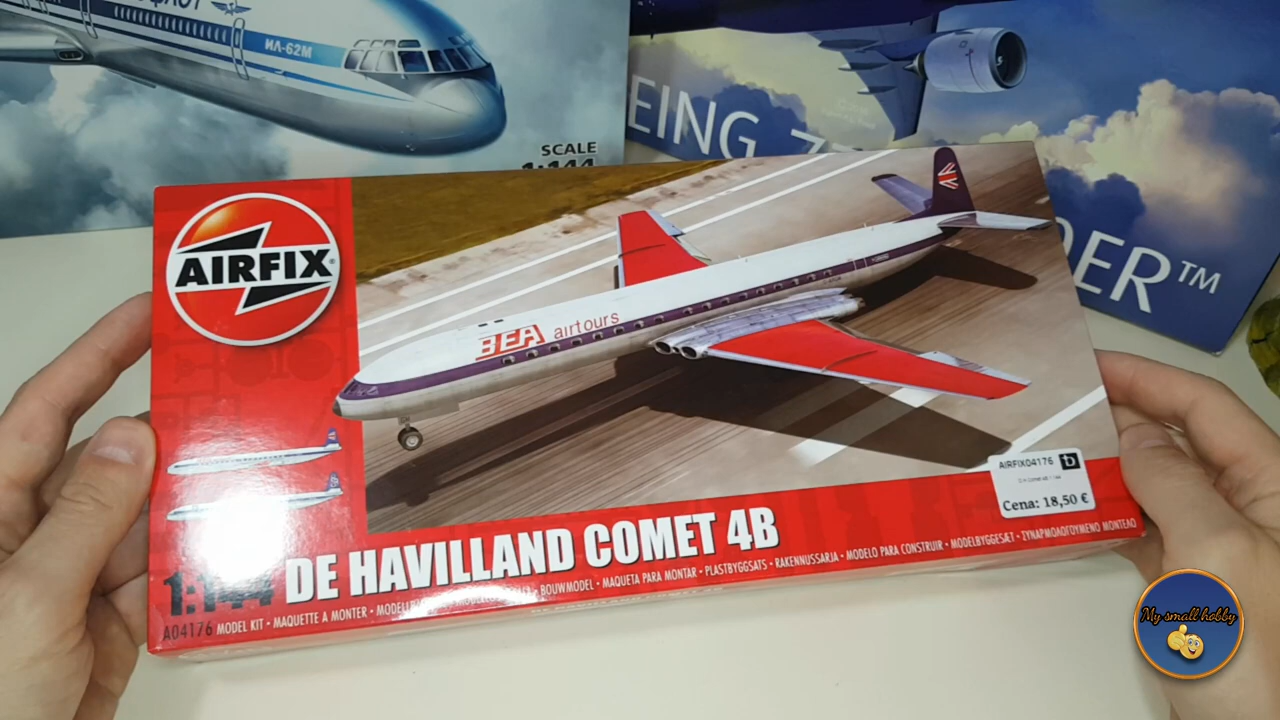 ИЛ-62М
SCALE
1:144
EING 7
DER™
AIRFIX
BEA airtours
AIRFIX04176
Cena: 18,50 €
DE HAVILLAND COMET 4B
1:144
A04176 MODEL KIT • MAQUETTE A MONTER • BOUWMODEL • MAQUETA PARA MONTAR • PLASTBYGGSATS • RAKENNUSSARJA • MODELO PARA CONSTRUIR • MODELBYGGESÆT • ΣΥΝΑΡΜΟΛΟΓΟΥΜΕΝΟ ΜΟΝΤΕΛΟ
My small hobby